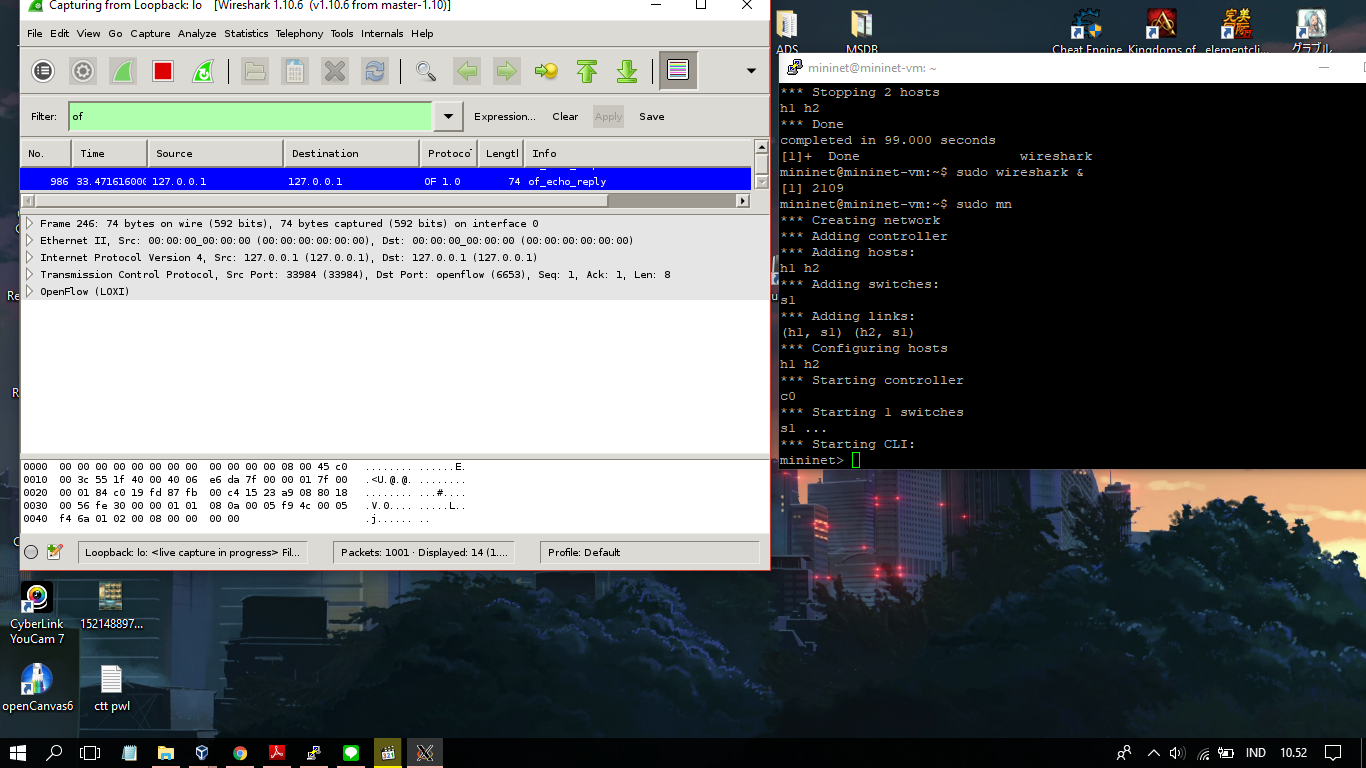 Capturing from Loopback: lo [Wireshark 1.10.6 (v1.10.6 from master-1.10)]
File Edit View Go Capture Analyze Statistics Telephony Tools Internals Help
Filter: of Expression... Clear Apply Save
No. Time Source Destination Protoco Lengtl Info
986 33.471616000 127.0.0.1 127.0.0.1 OF 1.0 74 of_echo_reply
Frame 246: 74 bytes on wire (592 bits), 74 bytes captured (592 bits) on interface 0
Ethernet II, Src: 00:00:00_00:00:00 (00:00:00:00:00:00), Dst: 00:00:00_00:00:00 (00:00:00:00:00:00)
Internet Protocol Version 4, Src: 127.0.0.1 (127.0.0.1), Dst: 127.0.0.1 (127.0.0.1)
Transmission Control Protocol, Src Port: 33984 (33984), Dst Port: openflow (6653), Seq: 1, Ack: 1, Len: 8
OpenFlow (LOXI)
0000 00 00 00 00 00 00 00 00 00 00 00 00 08 00 45 c0 ........ ......E.
0010 00 3c 55 1f 40 00 40 06 e6 da 7f 00 00 01 7f 00 .<U.@.@. ........
0020 00 01 84 c0 19 fd 87 fb 00 c4 15 23 a9 08 80 18 ........ ...#....
0030 00 56 fe 30 00 00 01 01 08 0a 00 05 f9 4c 00 05 .V.0.... .....L..
0040 f4 6a 01 02 00 08 00 00 00 00 .j...... ..
Loopback: lo: <live capture in progress> Fil... Packets: 1001 · Displayed: 14 (1.... Profile: Default
ADS
MSDB
Cheat Engine
Kingdoms of
elementcli...
グラブル
mininet@mininet-vm: ~
*** Stopping 2 hosts
h1 h2
*** Done
completed in 99.000 seconds
[1]+ Done wireshark
mininet@mininet-vm:~$ sudo wireshark &
[1] 2109
mininet@mininet-vm:~$ sudo mn
*** Creating network
*** Adding controller
*** Adding hosts:
h1 h2
*** Adding switches:
s1
*** Adding links:
(h1, s1) (h2, s1)
*** Configuring hosts
h1 h2
*** Starting controller
c0
*** Starting 1 switches
s1 ...
*** Starting CLI:
mininet>
CyberLink
YouCam 7
152148897...
openCanvas6
ctt pwl
IND 10.52